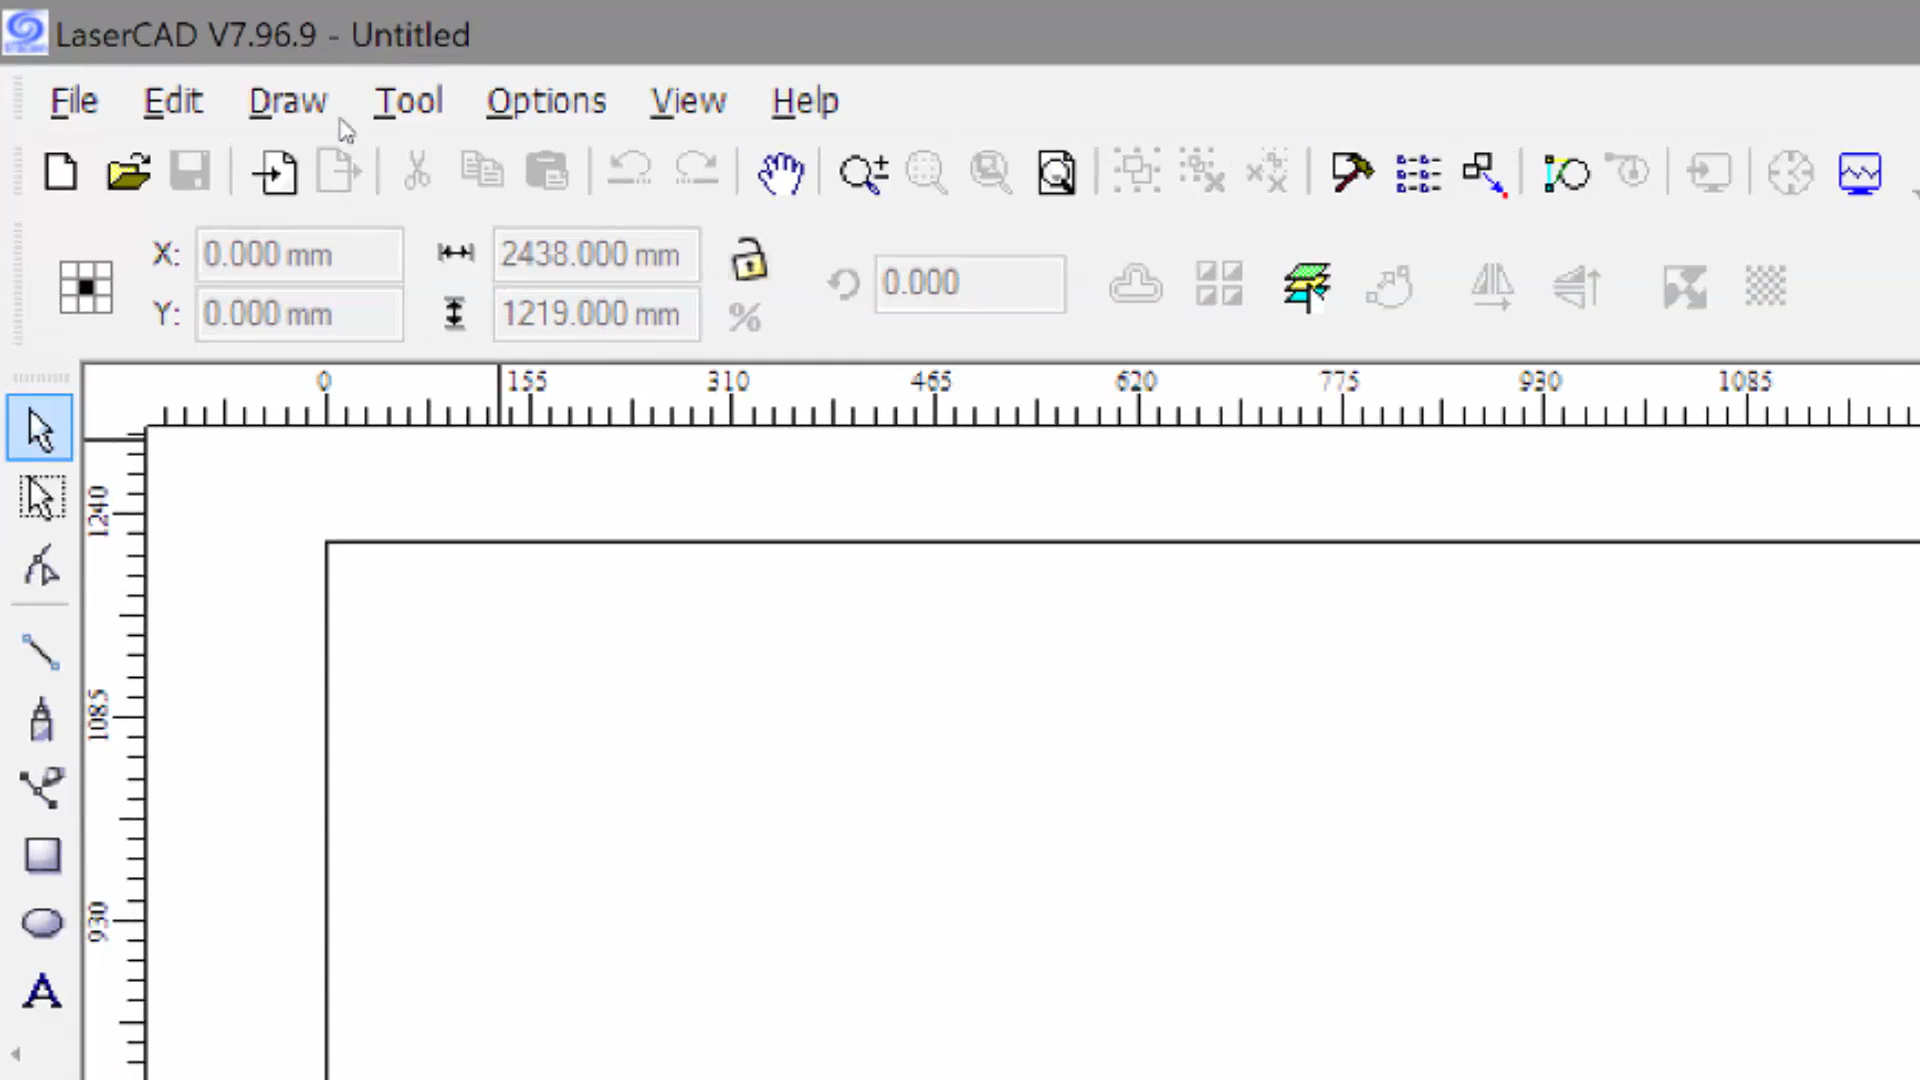 LaserCAD V7.96.9 - Untitled
File Edit Draw Tool Options View Help
X: 0.000 mm 2438.000 mm
Y: 0.000 mm 1219.000 mm %
0.000
0 155 310 465 620 775 930 1085
1240
1085
930
A